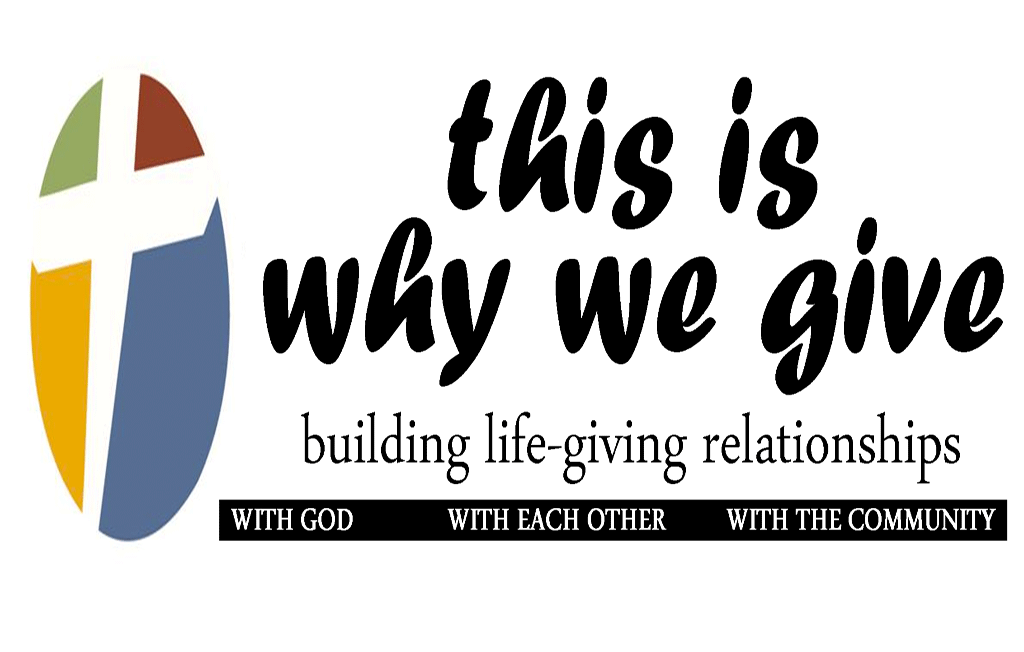 this is
why we give
building life-giving relationships
WITH GOD WITH EACH OTHER WITH THE COMMUNITY